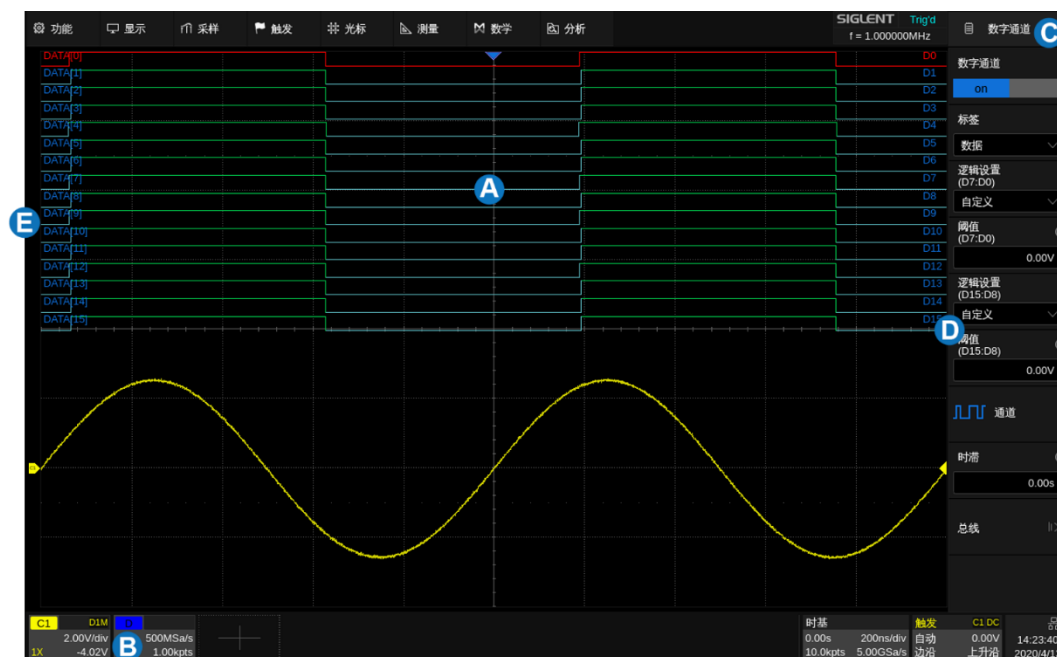 功能 显示 采样 触发 光标 测量 数学 分析
SIGLENT Trig'd
f = 1.000000MHz
数字通道 C
DATA[0] D0
DATA[1] D1
DATA[2] D2
DATA[3] D3
DATA[4] D4
DATA[5] D5
DATA[6] D6
DATA[7] D7
A
DATA[8] D8
DATA[9] D9
E
DATA[10] D10
DATA[11] D11
DATA[12] D12
DATA[13] D13
DATA[14] D14
DATA[15]
D
数字通道
on
标签
数据
逻辑设置
(D7:D0)
自定义
阈值
(D7:D0)
0.00V
逻辑设置
(D15:D8)
自定义
阈值
(D15:D8)
0.00V
通道
时滞
0.00s
总线
C1 D1M
2.00V/div
1X -4.02V
D
500MSa/s
B 1.00kpts
时基
0.00s 200ns/div
10.0kpts 5.00GSa/s
触发 C1 DC
自动 0.00V
边沿 上升沿
14:23:40